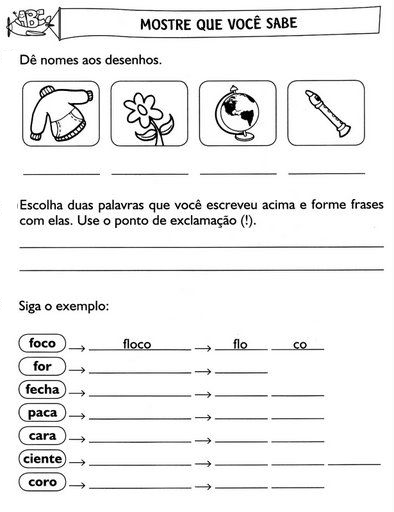 ABC
MOSTRE QUE VOCÊ SABE
Dê nomes aos desenhos.
Escolha duas palavras que você escreveu acima e forme frases
com elas. Use o ponto de exclamação (!).
Siga o exemplo:
foco → floco → flo co
for → →
fecha → →
paca → →
cara → →
ciente → →
coro → →